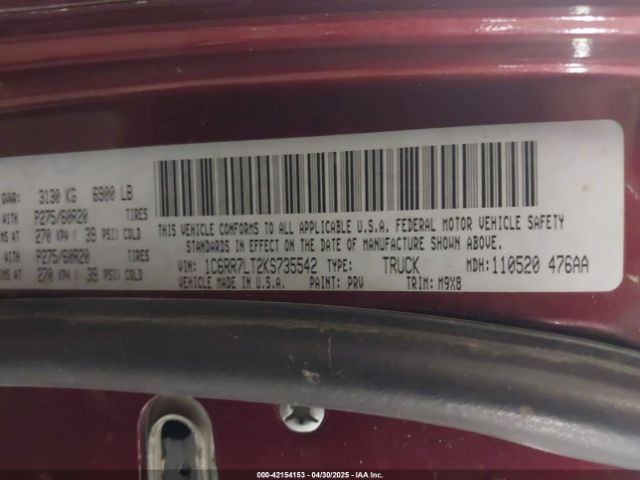 GVWR: 3130 KG 6900 LB
WITH P275/60R20 TIRES
AT 270 KPA ( 39 PSI) COLD
WITH P275/60R20 TIRES
AT 270 KPA ( 39 PSI) COLD
THIS VEHICLE CONFORMS TO ALL APPLICABLE U.S.A. FEDERAL MOTOR VEHICLE SAFETY
STANDARDS IN EFFECT ON THE DATE OF MANUFACTURE SHOWN ABOVE.
VIN: 1C6RR7LT2KS735542 TYPE: TRUCK MDH: 110520 476AA
VEHICLE MADE IN U.S.A. PAINT: PRV TRIM: M9X8
000-42154153 - 04/30/2025 - IAA Inc.